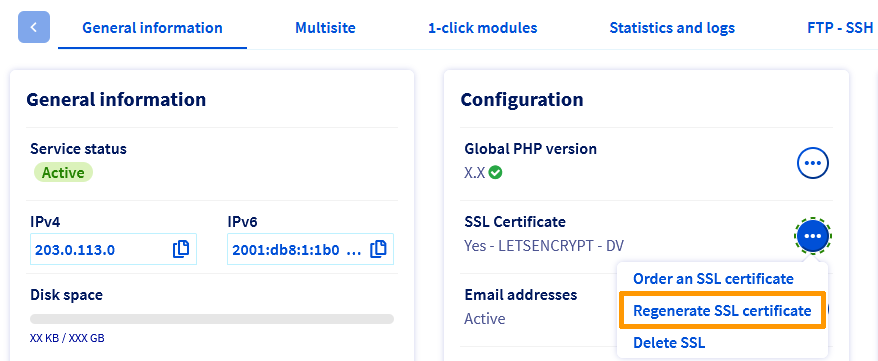 General information
Multisite
1-click modules
Statistics and logs
FTP - SSH
General information
Service status
Active
IPv4
IPv6
203.0.113.0
2001:db8:1:1b0 ...
Disk space
XX KB / XXX GB
Configuration
Global PHP version
X.X
SSL Certificate
Yes - LETSENCRYPT - DV
Order an SSL certificate
Email addresses
Regenerate SSL certificate
Active
Delete SSL